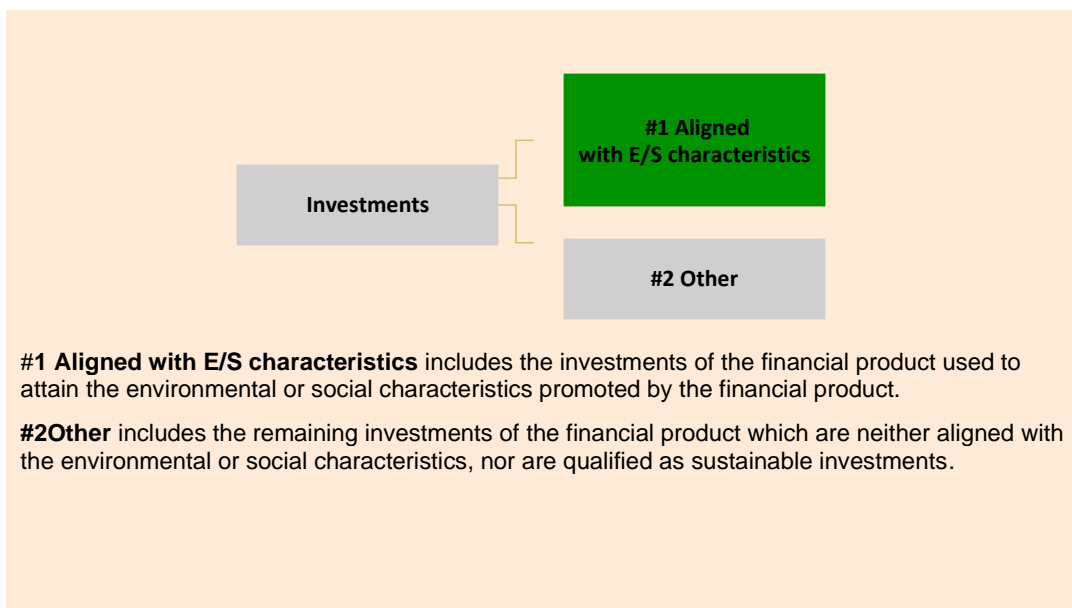 #1 Aligned
with E/S characteristics
Investments
#2 Other
#1 Aligned with E/S characteristics includes the investments of the financial product used to
attain the environmental or social characteristics promoted by the financial product.
#2Other includes the remaining investments of the financial product which are neither aligned with
the environmental or social characteristics, nor are qualified as sustainable investments.